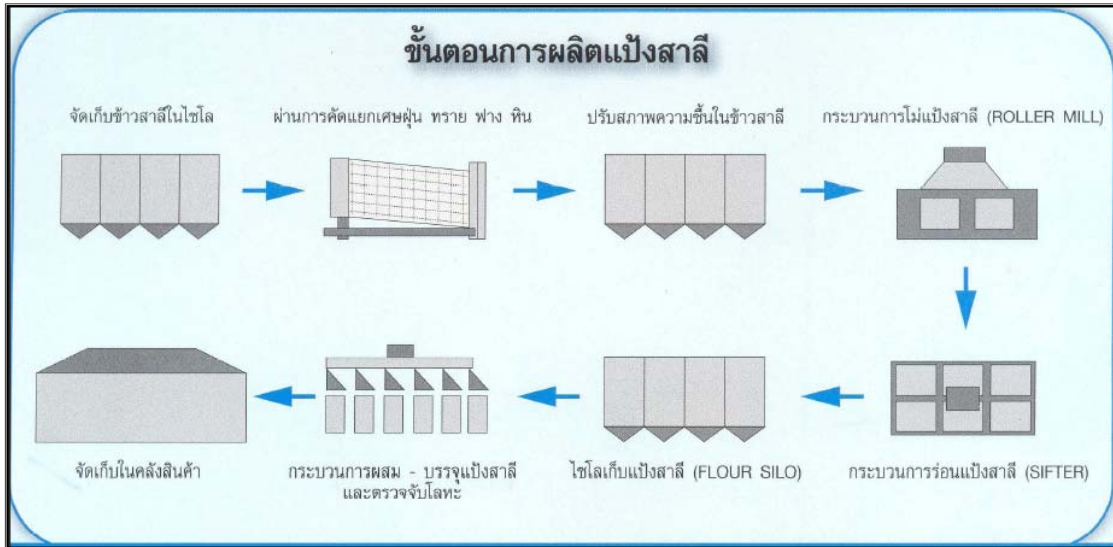 ขั้นตอนการผลิตแป้งสาลี
จัดเก็บข้าวสาลีในไซโล
ผ่านการคัดแยกเศษฝุ่น ทราย ฟาง หิน
ปรับสภาพความชื้นในข้าวสาลี
กระบวนการโม่แป้งสาลี (ROLLER MILL)
จัดเก็บในคลังสินค้า
กระบวนการผสม - บรรจุแป้งสาลี
และตรวจจับโลหะ
ไซโลเก็บแป้งสาลี (FLOUR SILO)
กระบวนการร่อนแป้งสาลี (SIFTER)